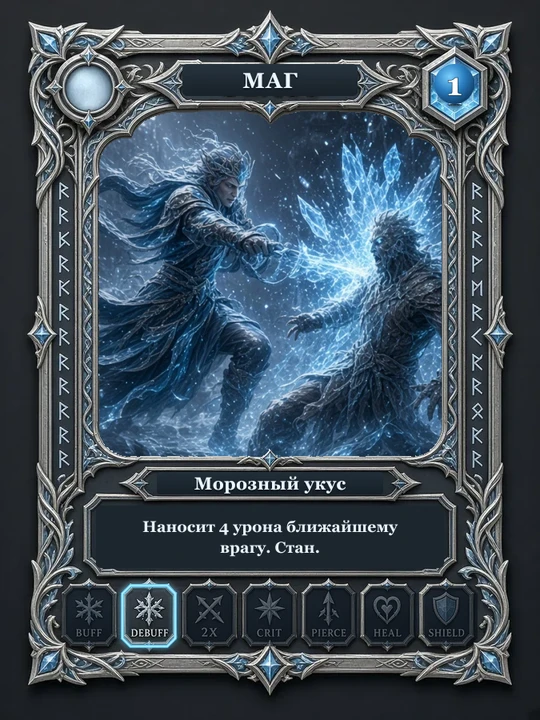 МАГ
1
Морозный укус
Наносит 4 урона ближайшему
врагу. Стан.
BUFF
DEBUFF
2X
CRIT
PIERCE
HEAL
SHIELD